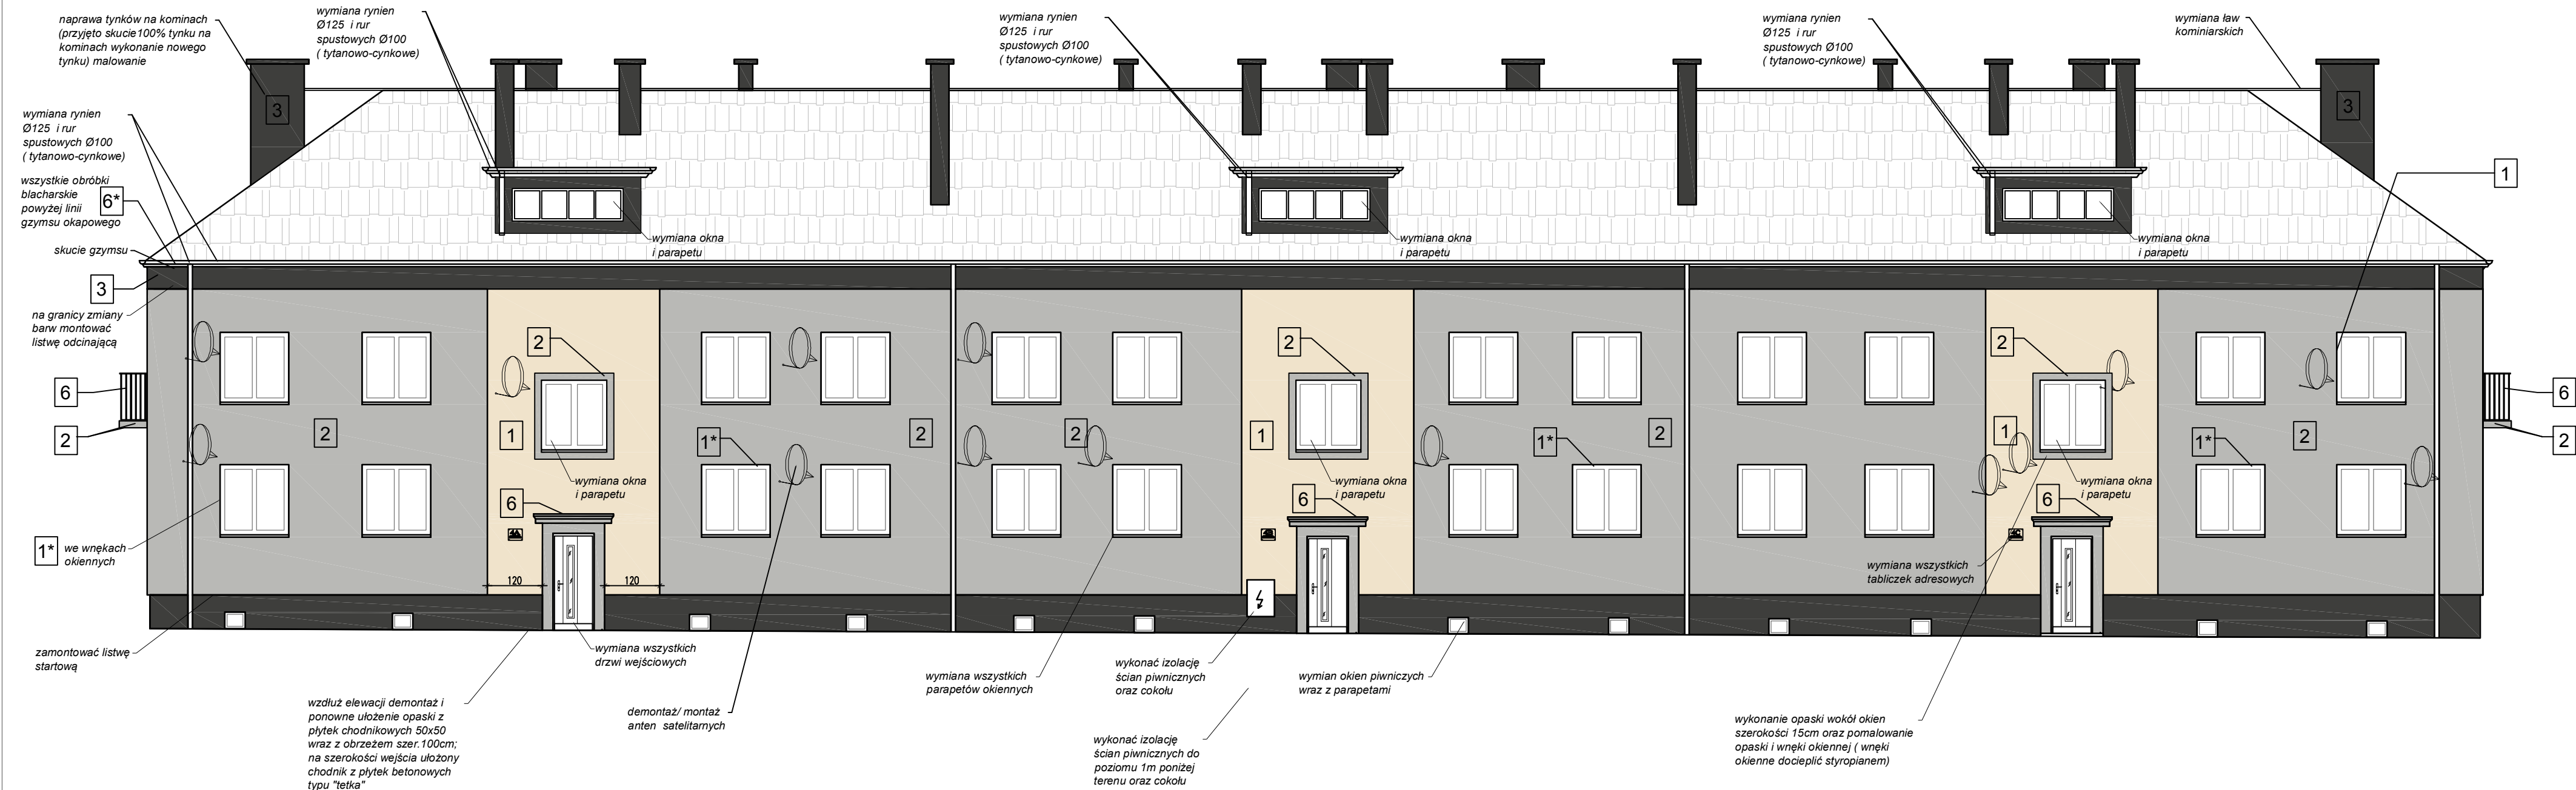 naprawa tynków na kominach
(przyjęto skucie100% tynku na
kominach wykonanie nowego
tynku) malowanie
wymiana rynien
Ø125  i rur
spustowych Ø100
( tytanowo-cynkowe)
wymiana rynien
Ø125  i rur
spustowych Ø100
( tytanowo-cynkowe)
wymiana rynien
Ø125  i rur
spustowych Ø100
( tytanowo-cynkowe)
wymiana ław
kominiarskich
3
3
wymiana rynien
Ø125  i rur
spustowych Ø100
( tytanowo-cynkowe)
wszystkie obróbki
blacharskie
powyżej linii
gzymsu okapowego
6*
1
skucie gzymsu
wymiana okna
i parapetu
wymiana okna
i parapetu
wymiana okna
i parapetu
3
na granicy zmiany
barw montować
listwę odcinającą
2
2
2
6
6
2
2
2
1
1*
2
2
1
1*
2
1
1*
2
wymiana okna
i parapetu
wymiana okna
i parapetu
wymiana okna
i parapetu
6
6
6
1*
we wnękach
okiennych
120
120
wymiana wszystkich
tabliczek adresowych
zamontować listwę
startową
wymiana wszystkich
drzwi wejściowych
wymiana wszystkich
parapetów okiennych
wykonać izolację
ścian piwnicznych
oraz cokołu
wymian okien piwniczych
wraz z parapetami
wzdłuż elewacji demontaż i
ponowne ułożenie opaski z
płytek chodnikowych 50x50
wraz z obrzeżem szer.100cm;
na szerokości wejścia ułożony
chodnik z płytek betonowych
typu "tetka"
demontaż/ montaż
anten  satelitarnych
wykonać izolację
ścian piwnicznych do
poziomu 1m poniżej
terenu oraz cokołu
wykonanie opaski wokół okien
szerokości 15cm oraz pomalowanie
opaski i wnęki okiennej ( wnęki
okienne docieplić styropianem)